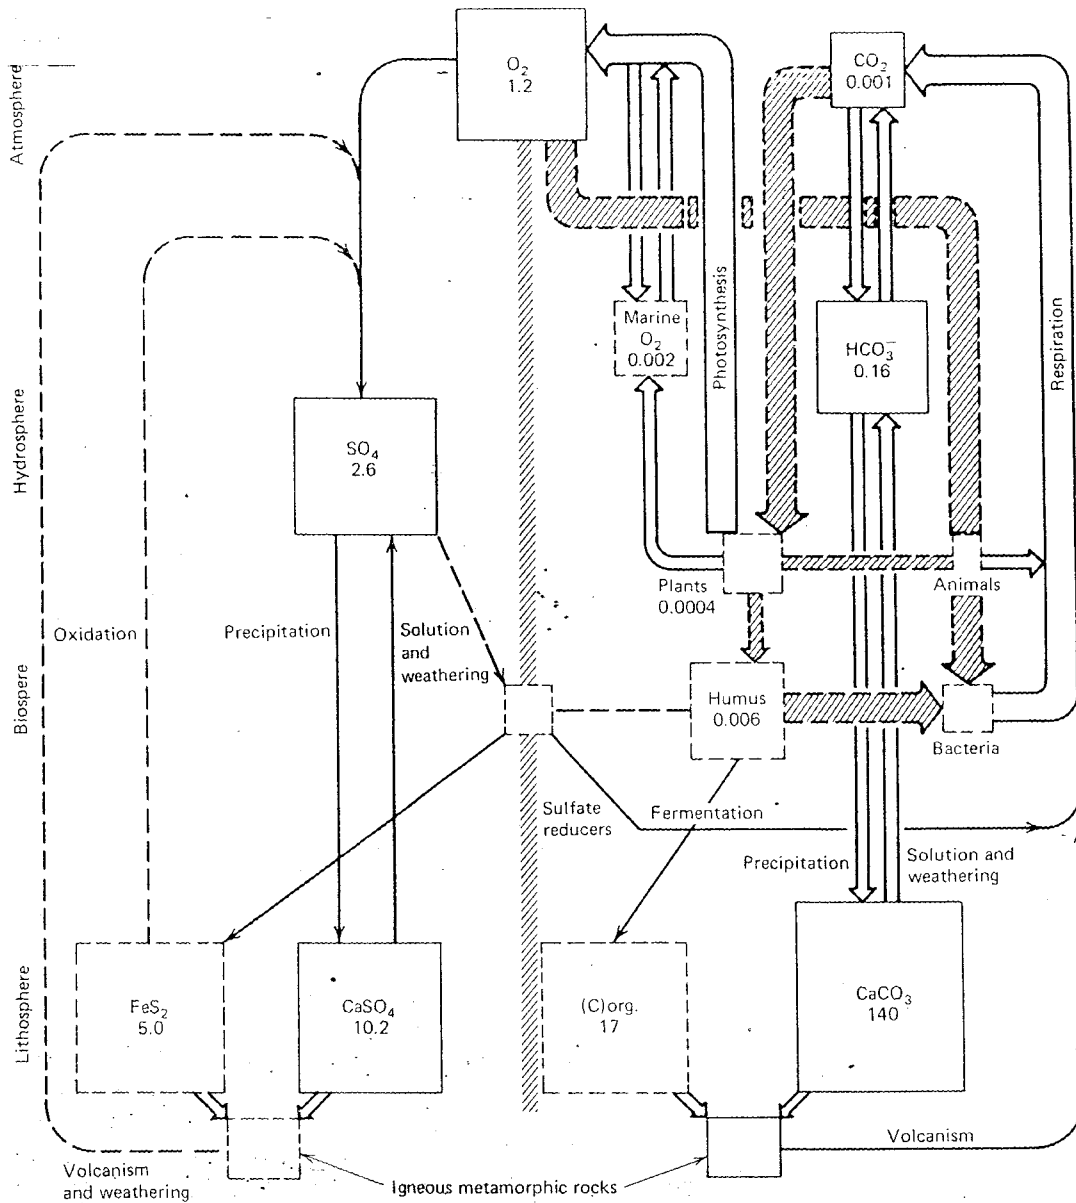 Atmosphere
Hydrosphere
Biospere
Lithosphere
O₂
1.2
CO₂
0.001
Marine
O₂
0.002
Photosynthesis
HCO₃⁻
0.16
Respiration
SO₄
2.6
Plants
0.0004
Animals
Oxidation
Precipitation
Solution
and
weathering
Humus
0.006
Bacteria
Sulfate
reducers
Fermentation
Precipitation
Solution and
weathering
FeS₂
5.0
CaSO₄
10.2
(C)org.
17
CaCO₃
140
Volcanism
and weathering
Igneous metamorphic rocks
Volcanism